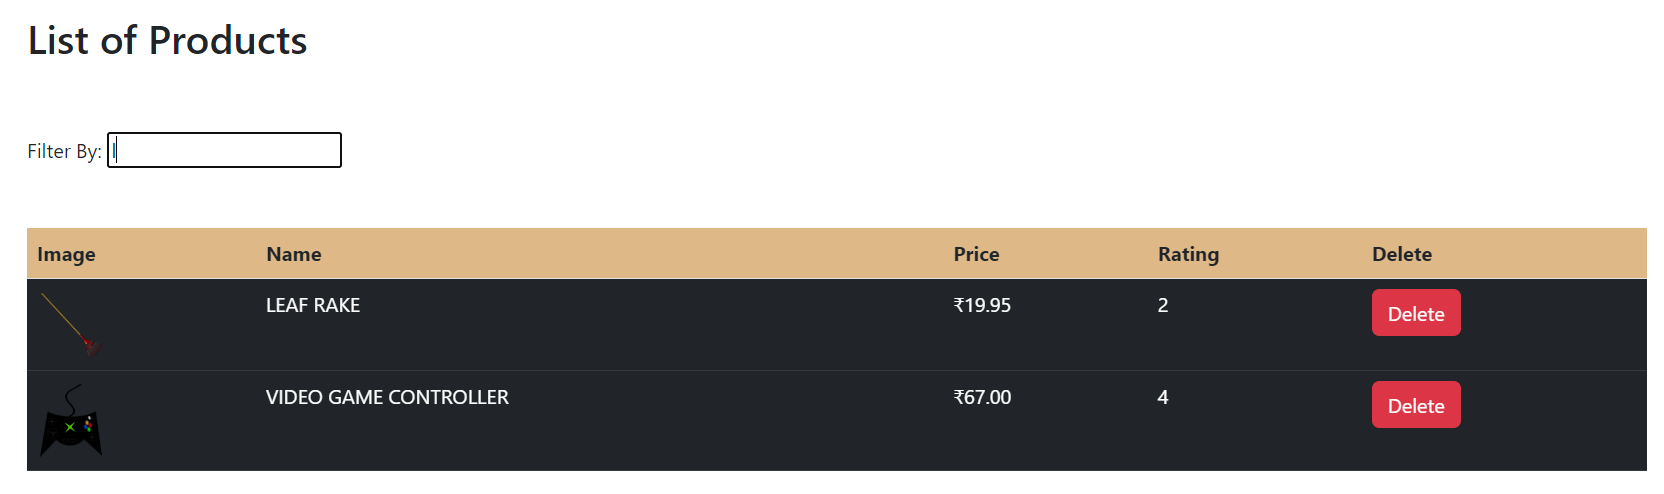 List of Products
Filter By: l
Image Name Price Rating Delete
LEAF RAKE ₹19.95 2 Delete
VIDEO GAME CONTROLLER ₹67.00 4 Delete